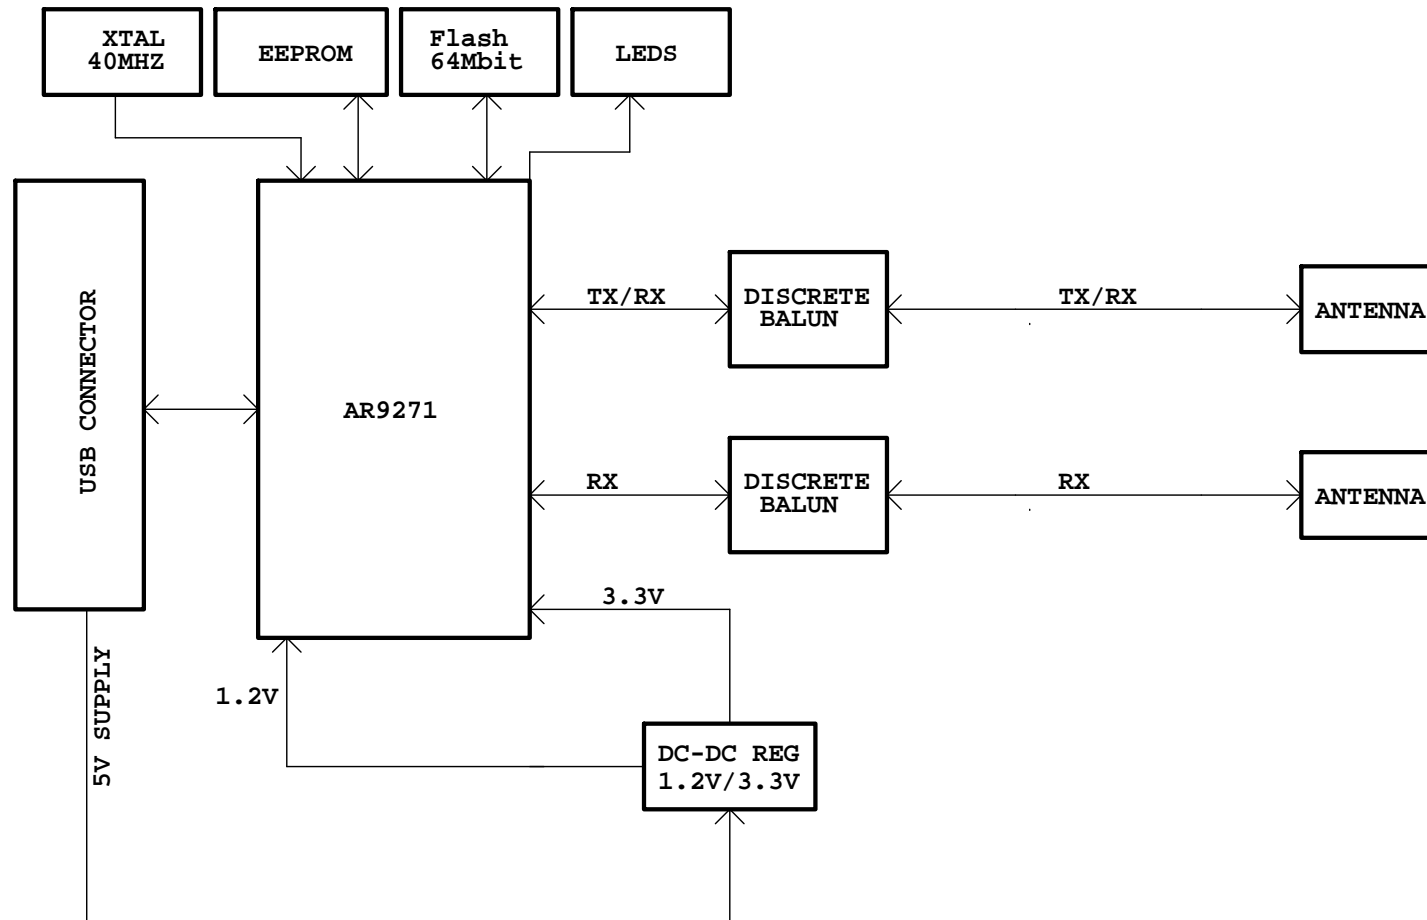 XTAL
40MHZ
EEPROM
Flash
64Mbit
LEDS
USB CONNECTOR
AR9271
TX/RX
DISCRETE
BALUN
TX/RX
ANTENNA
RX
DISCRETE
BALUN
RX
ANTENNA
3.3V
1.2V
5V SUPPLY
DC-DC REG
1.2V/3.3V